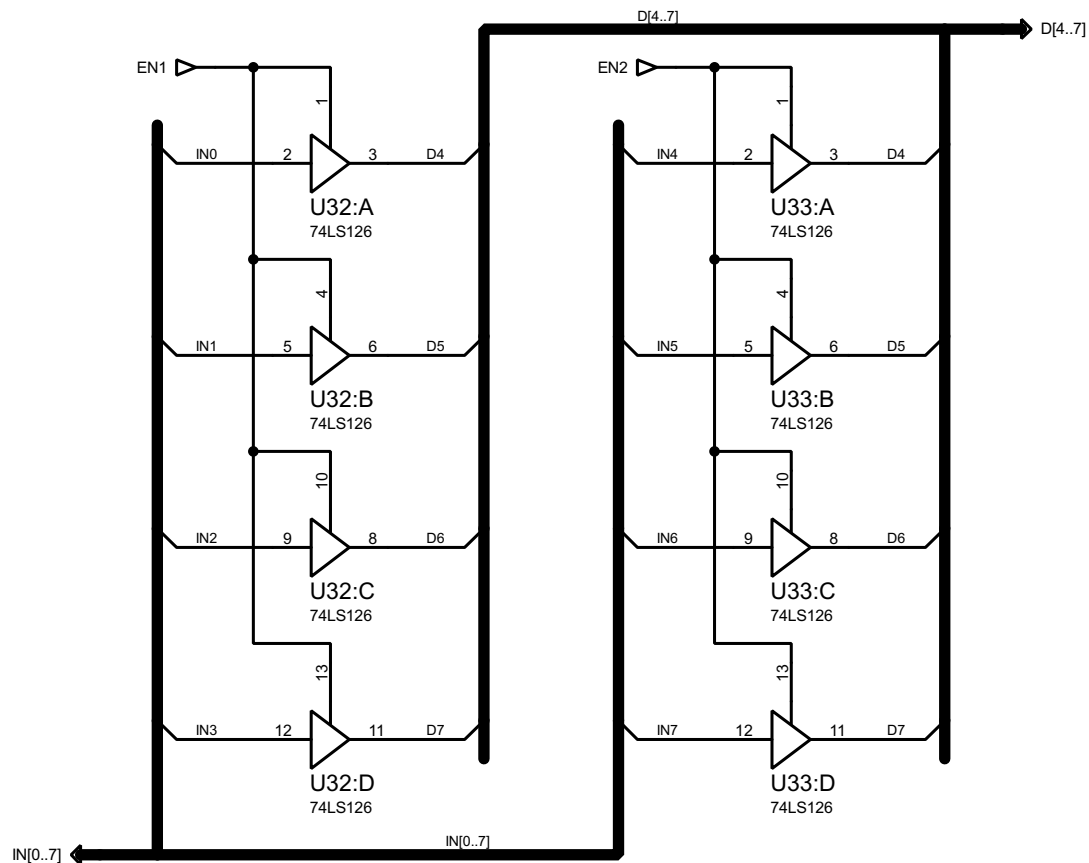 D[4..7]
D[4..7]
EN1
EN2
1
1
IN0 2 3 D4
IN4 2 3 D4
U32:A
74LS126
U33:A
74LS126
4
4
IN1 5 6 D5
IN5 5 6 D5
U32:B
74LS126
U33:B
74LS126
10
10
IN2 9 8 D6
IN6 9 8 D6
U32:C
74LS126
U33:C
74LS126
13
13
IN3 12 11 D7
IN7 12 11 D7
U32:D
74LS126
U33:D
74LS126
IN[0..7]
IN[0..7]